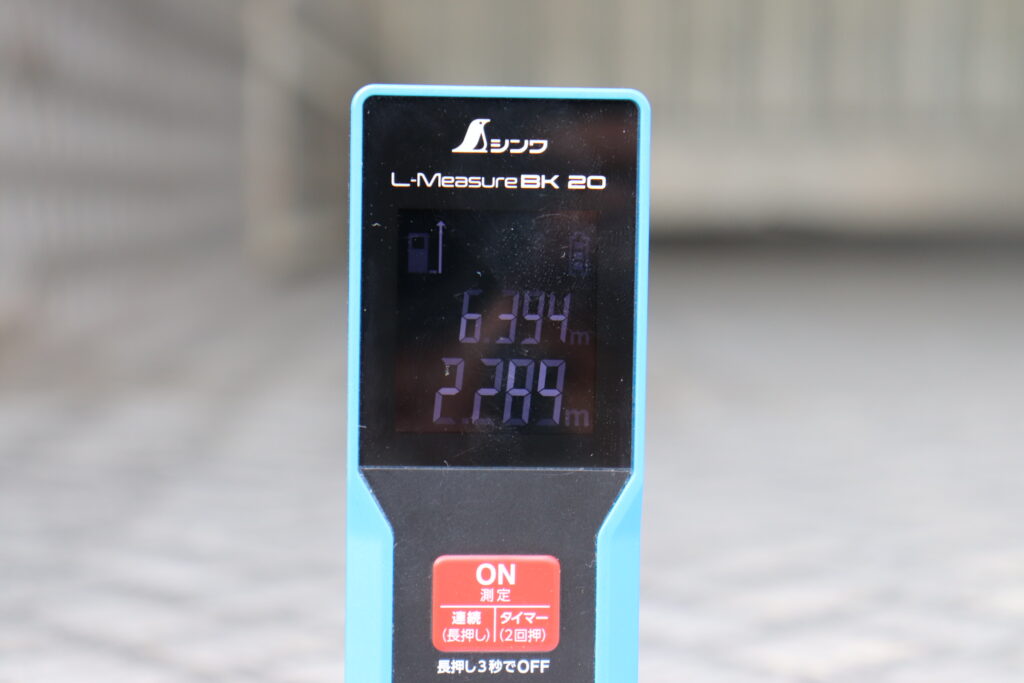 シンワ
L-Measure BK 20
6.394m
2.289m
ON
測定
連続 タイマー
(長押し) (2回押)
長押し3秒でOFF